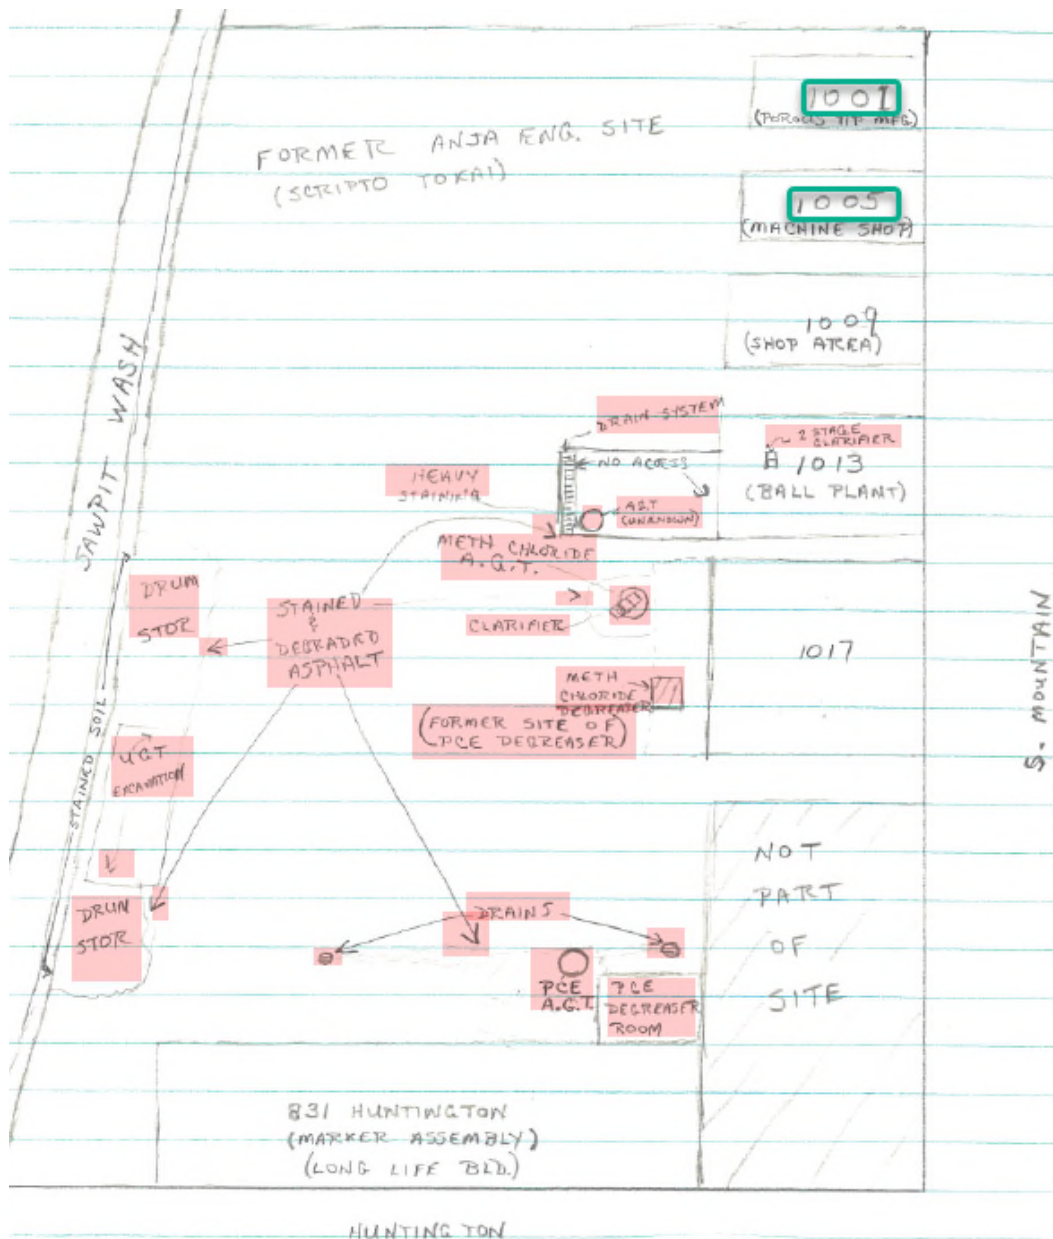 1001
(POROUS TIP MFG.)
FORMER ANJA ENG. SITE
(SCRIPTO TOKAI)
1005
(MACHINE SHOP)
1009
(SHOP AREA)
SAWPIT WASH
DRAIN SYSTEM
2 STAGE
CLARIFIER
NO ACCESS
1013
(BALL PLANT)
HEAVY
STAINING
A.G.T
(UNKNOWN)
METH CHLORIDE
A.G.T.
DRUM
STOR
STAINED
&
DEGRADED
ASPHALT
CLARIFIER
1017
S. MOUNTAIN
METH
CHLORIDE
DEGREASER
(FORMER SITE OF
PCE DEGREASER)
STAINED SOIL
UGT
EXCAVATION
NOT
PART
OF
SITE
DRUM
STOR
DRAINS
PCE
A.G.T.
PCE
DEGREASER
ROOM
831 HUNTINGTON
(MARKER ASSEMBLY)
(LONG LIFE BLD.)
HUNTINGTON